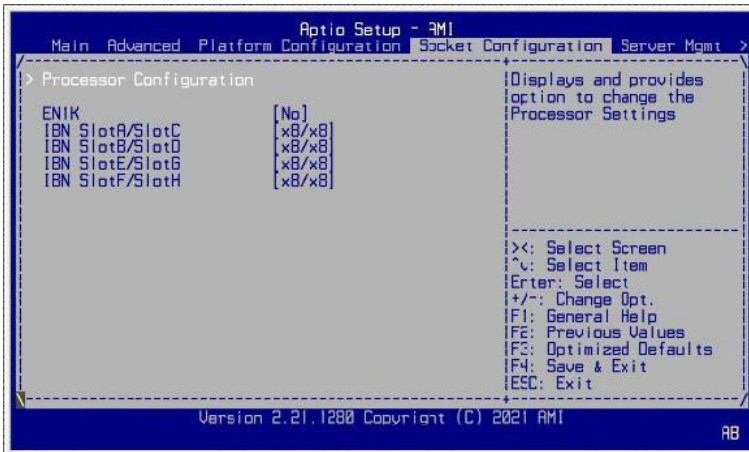 Aptio Setup - AMI
Main Advanced Platform Configuration Socket Configuration Server Mgmt >
> Processor Configuration
EN1K [No]
IBN SlotA/SlotC [x8/x8]
IBN SlotB/SlotD [x8/x8]
IBN SlotE/SlotG [x8/x8]
IBN SlotF/SlotH [x8/x8]
Displays and provides
option to change the
Processor Settings
><: Select Screen
^v: Select Item
Enter: Select
+/-: Change Opt.
F1: General Help
F2: Previous Values
F3: Optimized Defaults
F4: Save & Exit
ESC: Exit
Version 2.21.1280 Copyright (C) 2021 AMI
AB